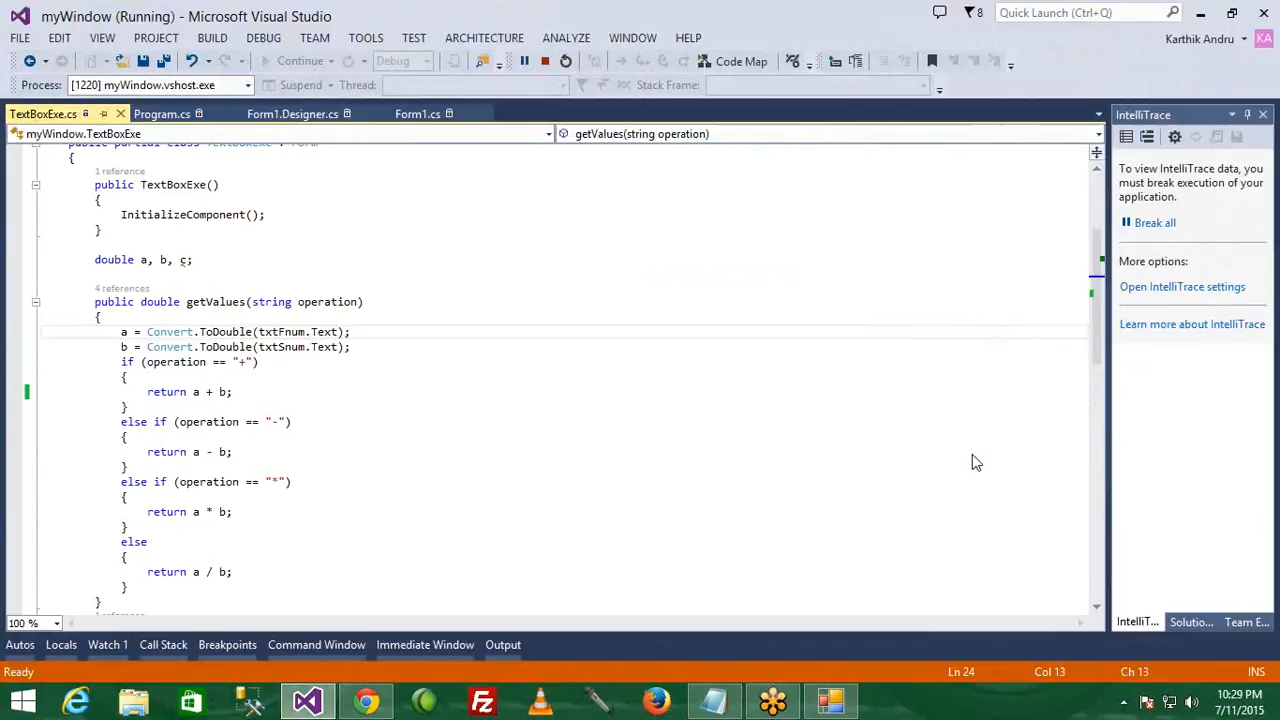 myWindow (Running) - Microsoft Visual Studio
8
Quick Launch (Ctrl+Q)
FILE EDIT VIEW PROJECT BUILD DEBUG TEAM TOOLS TEST ARCHITECTURE ANALYZE WINDOW HELP
Karthik Andru
KA
Continue
Debug
Code Map
Process: [1220] myWindow.vshost.exe
Suspend
Thread:
Stack Frame:
TextBoxExe.cs
Program.cs
Form1.Designer.cs
Form1.cs
myWindow.TextBoxExe
getValues(string operation)
public partial class TextBoxExe : Form
{
1 reference
public TextBoxExe()
{
InitializeComponent();
}
double a, b, c;
4 references
public double getValues(string operation)
{
a = Convert.ToDouble(txtFnum.Text);
b = Convert.ToDouble(txtSnum.Text);
if (operation == "+")
{
return a + b;
}
else if (operation == "-")
{
return a - b;
}
else if (operation == "*")
{
return a * b;
}
else
{
return a / b;
}
}
100 %
IntelliTrace
To view IntelliTrace data, you
must break execution of your
application.
Break all
More options:
Open IntelliTrace settings
Learn more about IntelliTrace
IntelliT...
Solutio...
Team E...
Autos Locals Watch 1 Call Stack Breakpoints Command Window Immediate Window Output
Ready
Ln 24
Col 13
Ch 13
INS
10:29 PM
7/11/2015